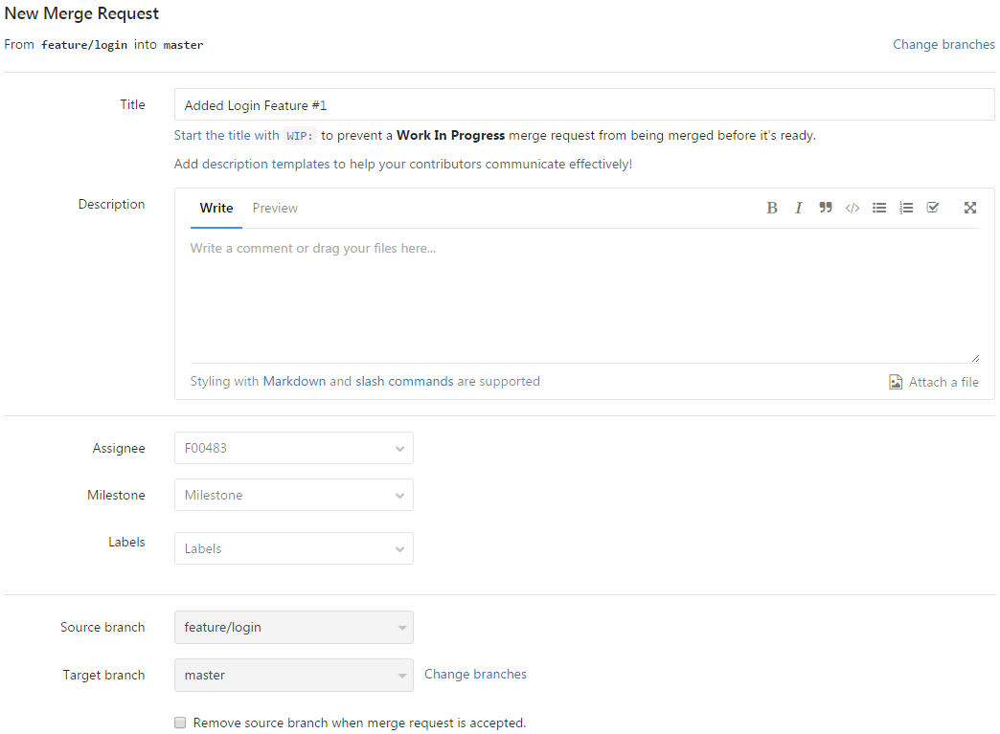 New Merge Request
From feature/login into master
Change branches
Title
Added Login Feature #1
Start the title with WIP: to prevent a Work In Progress merge request from being merged before it's ready.
Add description templates to help your contributors communicate effectively!
Description
Write Preview
Write a comment or drag your files here...
Styling with Markdown and slash commands are supported
Attach a file
Assignee
F00483
Milestone
Milestone
Labels
Labels
Source branch
feature/login
Target branch
master
Change branches
Remove source branch when merge request is accepted.